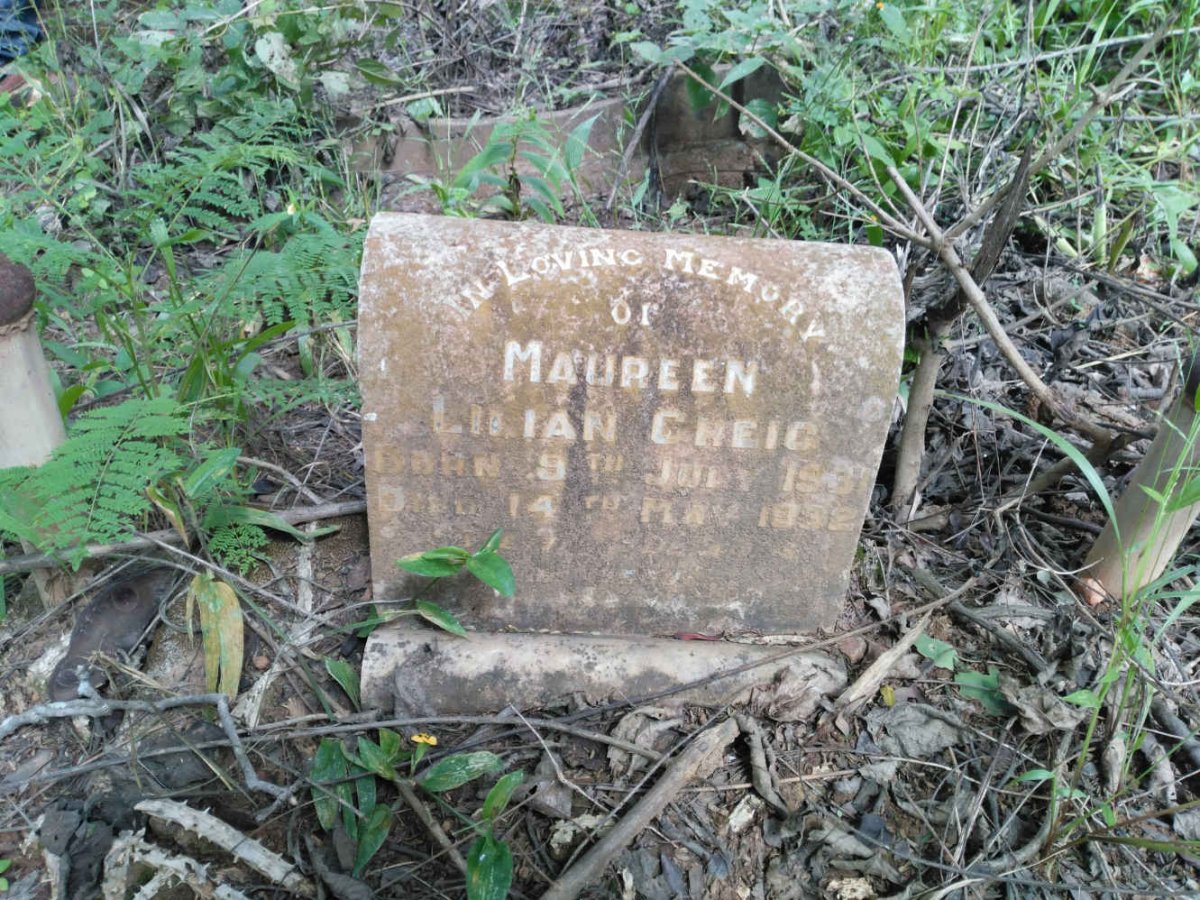 IN LOVING MEMORY
OF
MAUREEN
LILIAN GREIG
BORN 9TH JULY 1931
DIED 14TH MAY 1932